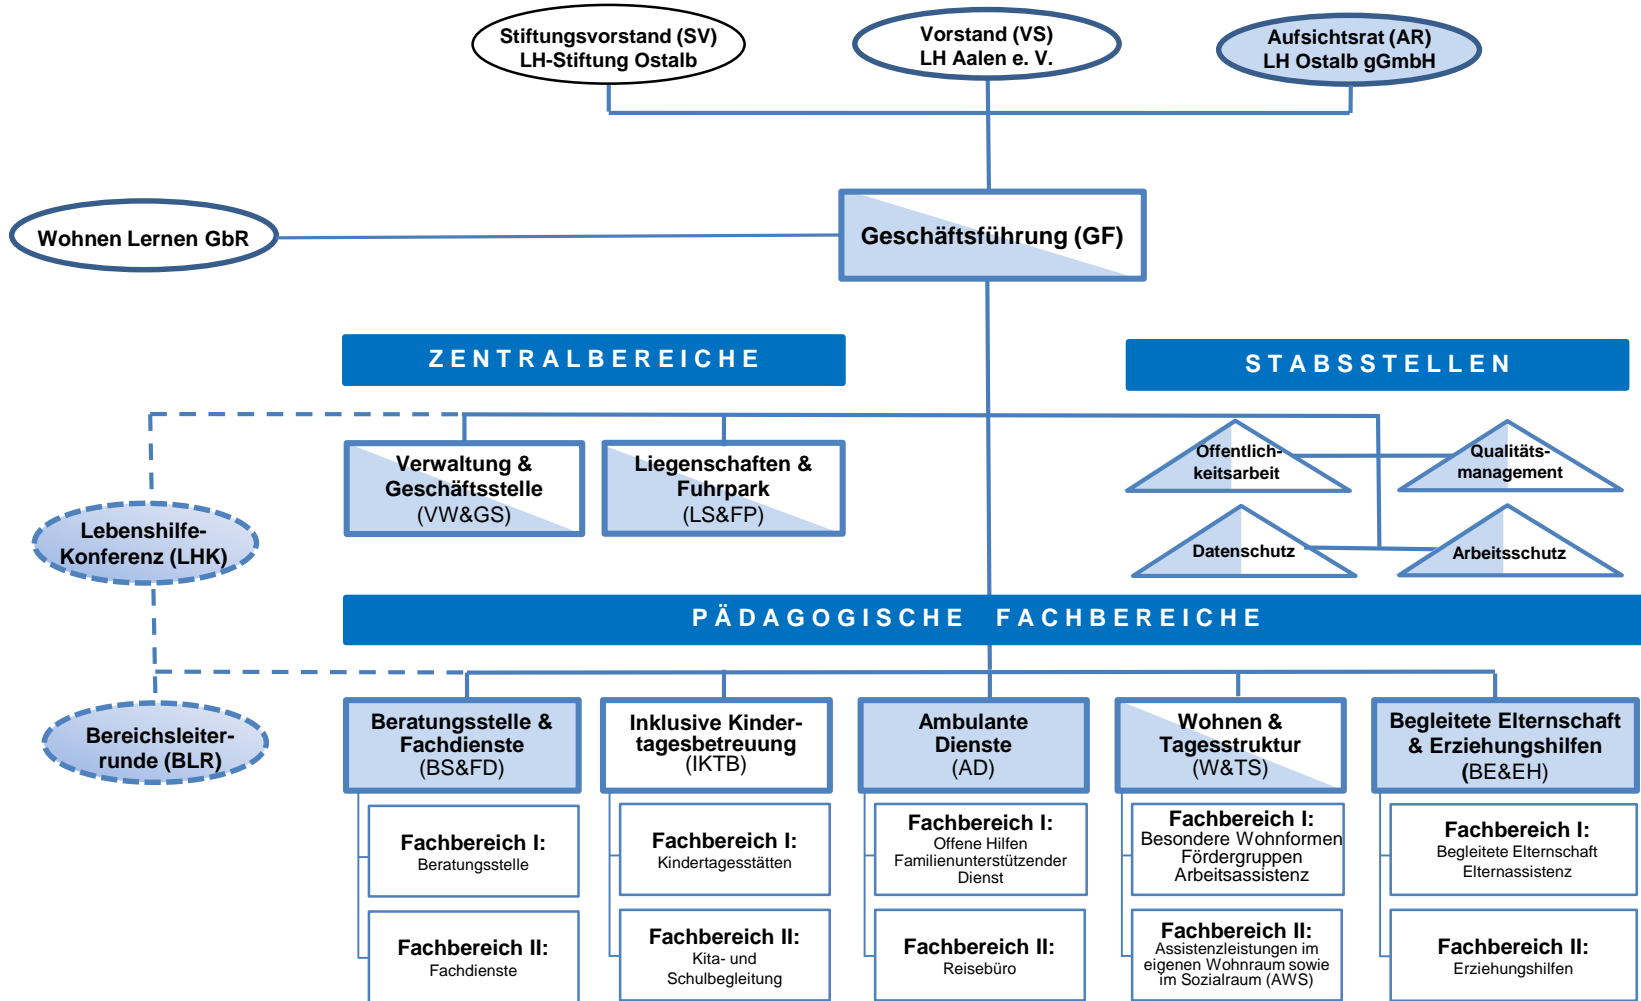 Stiftungsvorstand (SV)
LH-Stiftung Ostalb
Vorstand (VS)
LH Aalen e. V.
Aufsichtsrat (AR)
LH Ostalb gGmbH
Wohnen Lernen GbR
Geschäftsführung (GF)
ZENTRALBEREICHE
STABSSTELLEN
Verwaltung &
Geschäftsstelle
(VW&GS)
Liegenschaften &
Fuhrpark
(LS&FP)
Öffentlich-
keitsarbeit
Qualitäts-
management
Lebenshilfe-
Konferenz (LHK)
Datenschutz
Arbeitsschutz
PÄDAGOGISCHE FACHBEREICHE
Bereichsleiter-
runde (BLR)
Beratungsstelle &
Fachdienste
(BS&FD)
Inklusive Kinder-
tagesbetreuung
(IKTB)
Ambulante
Dienste
(AD)
Wohnen &
Tagesstruktur
(W&TS)
Begleitete Elternschaft
& Erziehungshilfen
(BE&EH)
Fachbereich I:
Beratungsstelle
Fachbereich I:
Kindertagesstätten
Fachbereich I:
Offene Hilfen
Familienunterstützender
Dienst
Fachbereich I:
Besondere Wohnformen
Fördergruppen
Arbeitsassistenz
Fachbereich I:
Begleitete Elternschaft
Elternassistenz
Fachbereich II:
Fachdienste
Fachbereich II:
Kita- und
Schulbegleitung
Fachbereich II:
Reisebüro
Fachbereich II:
Assistenzleistungen im
eigenen Wohnraum sowie
im Sozialraum (AWS)
Fachbereich II:
Erziehungshilfen